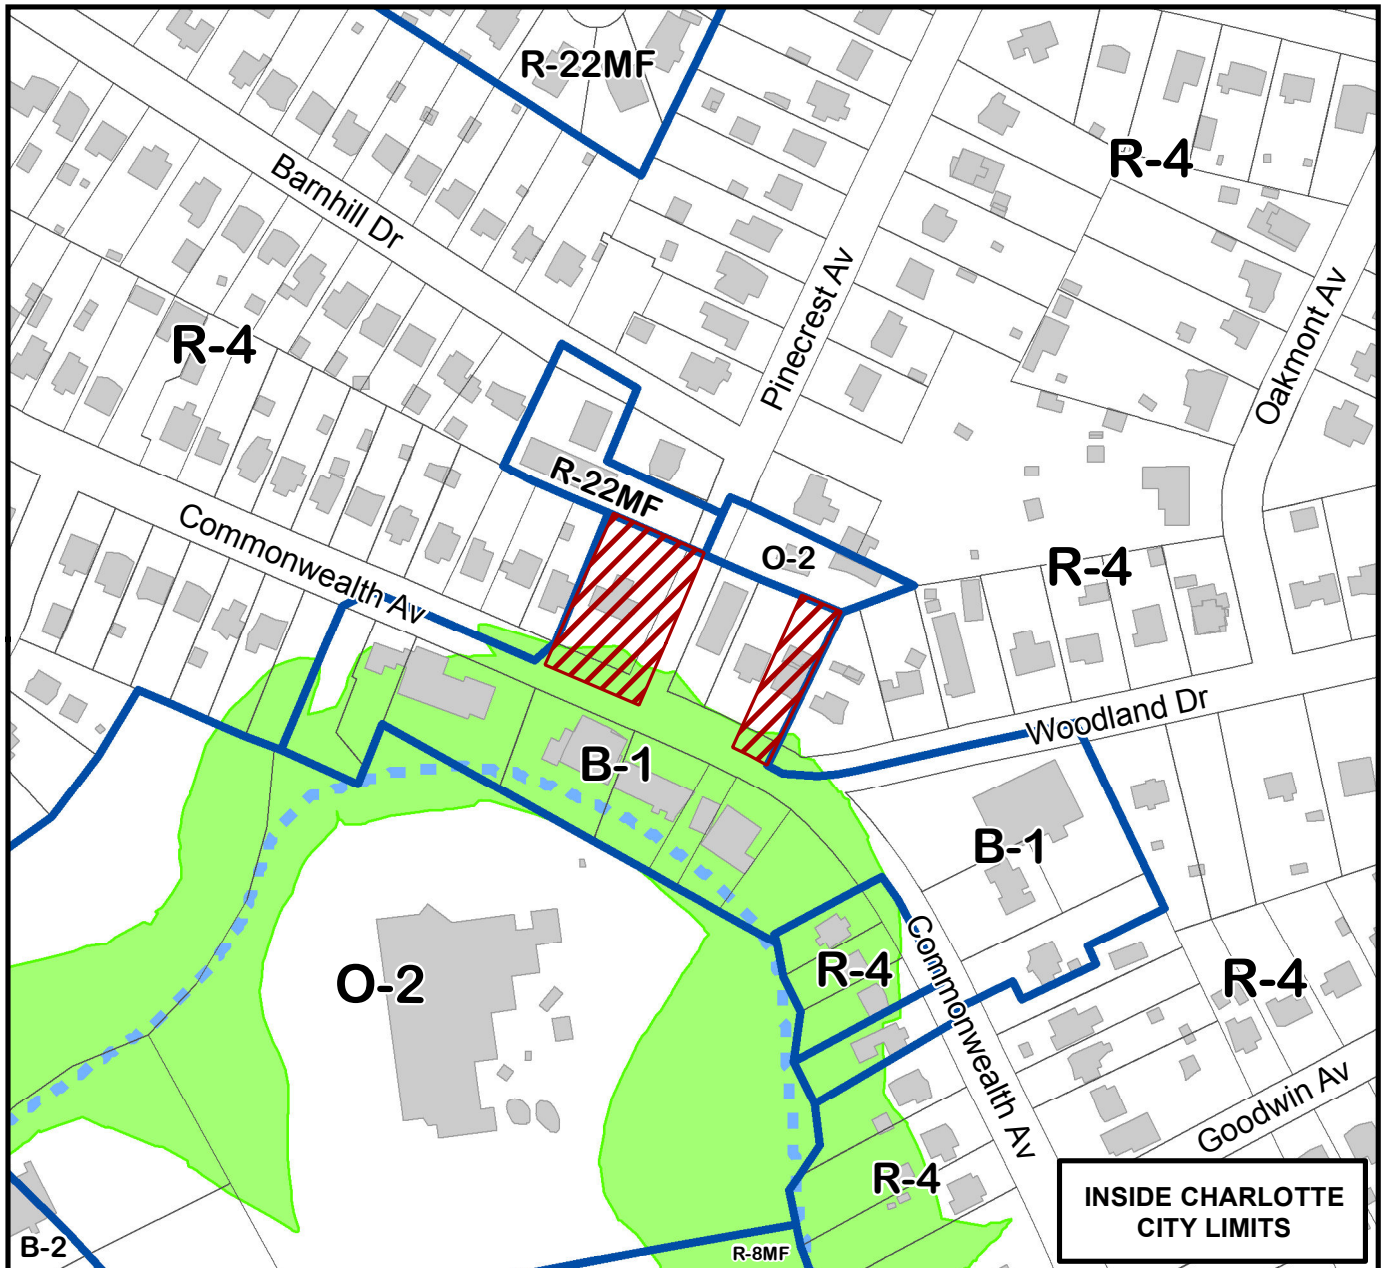 R-22MF
R-4
Barnhill Dr
Pinecrest Av
Oakmont Av
R-4
R-22MF
Commonwealth Av
O-2
R-4
Woodland Dr
B-1
B-1
Commonwealth Av
R-4
O-2
R-4
Goodwin Av
R-4
INSIDE CHARLOTTE
CITY LIMITS
B-2
R-8MF